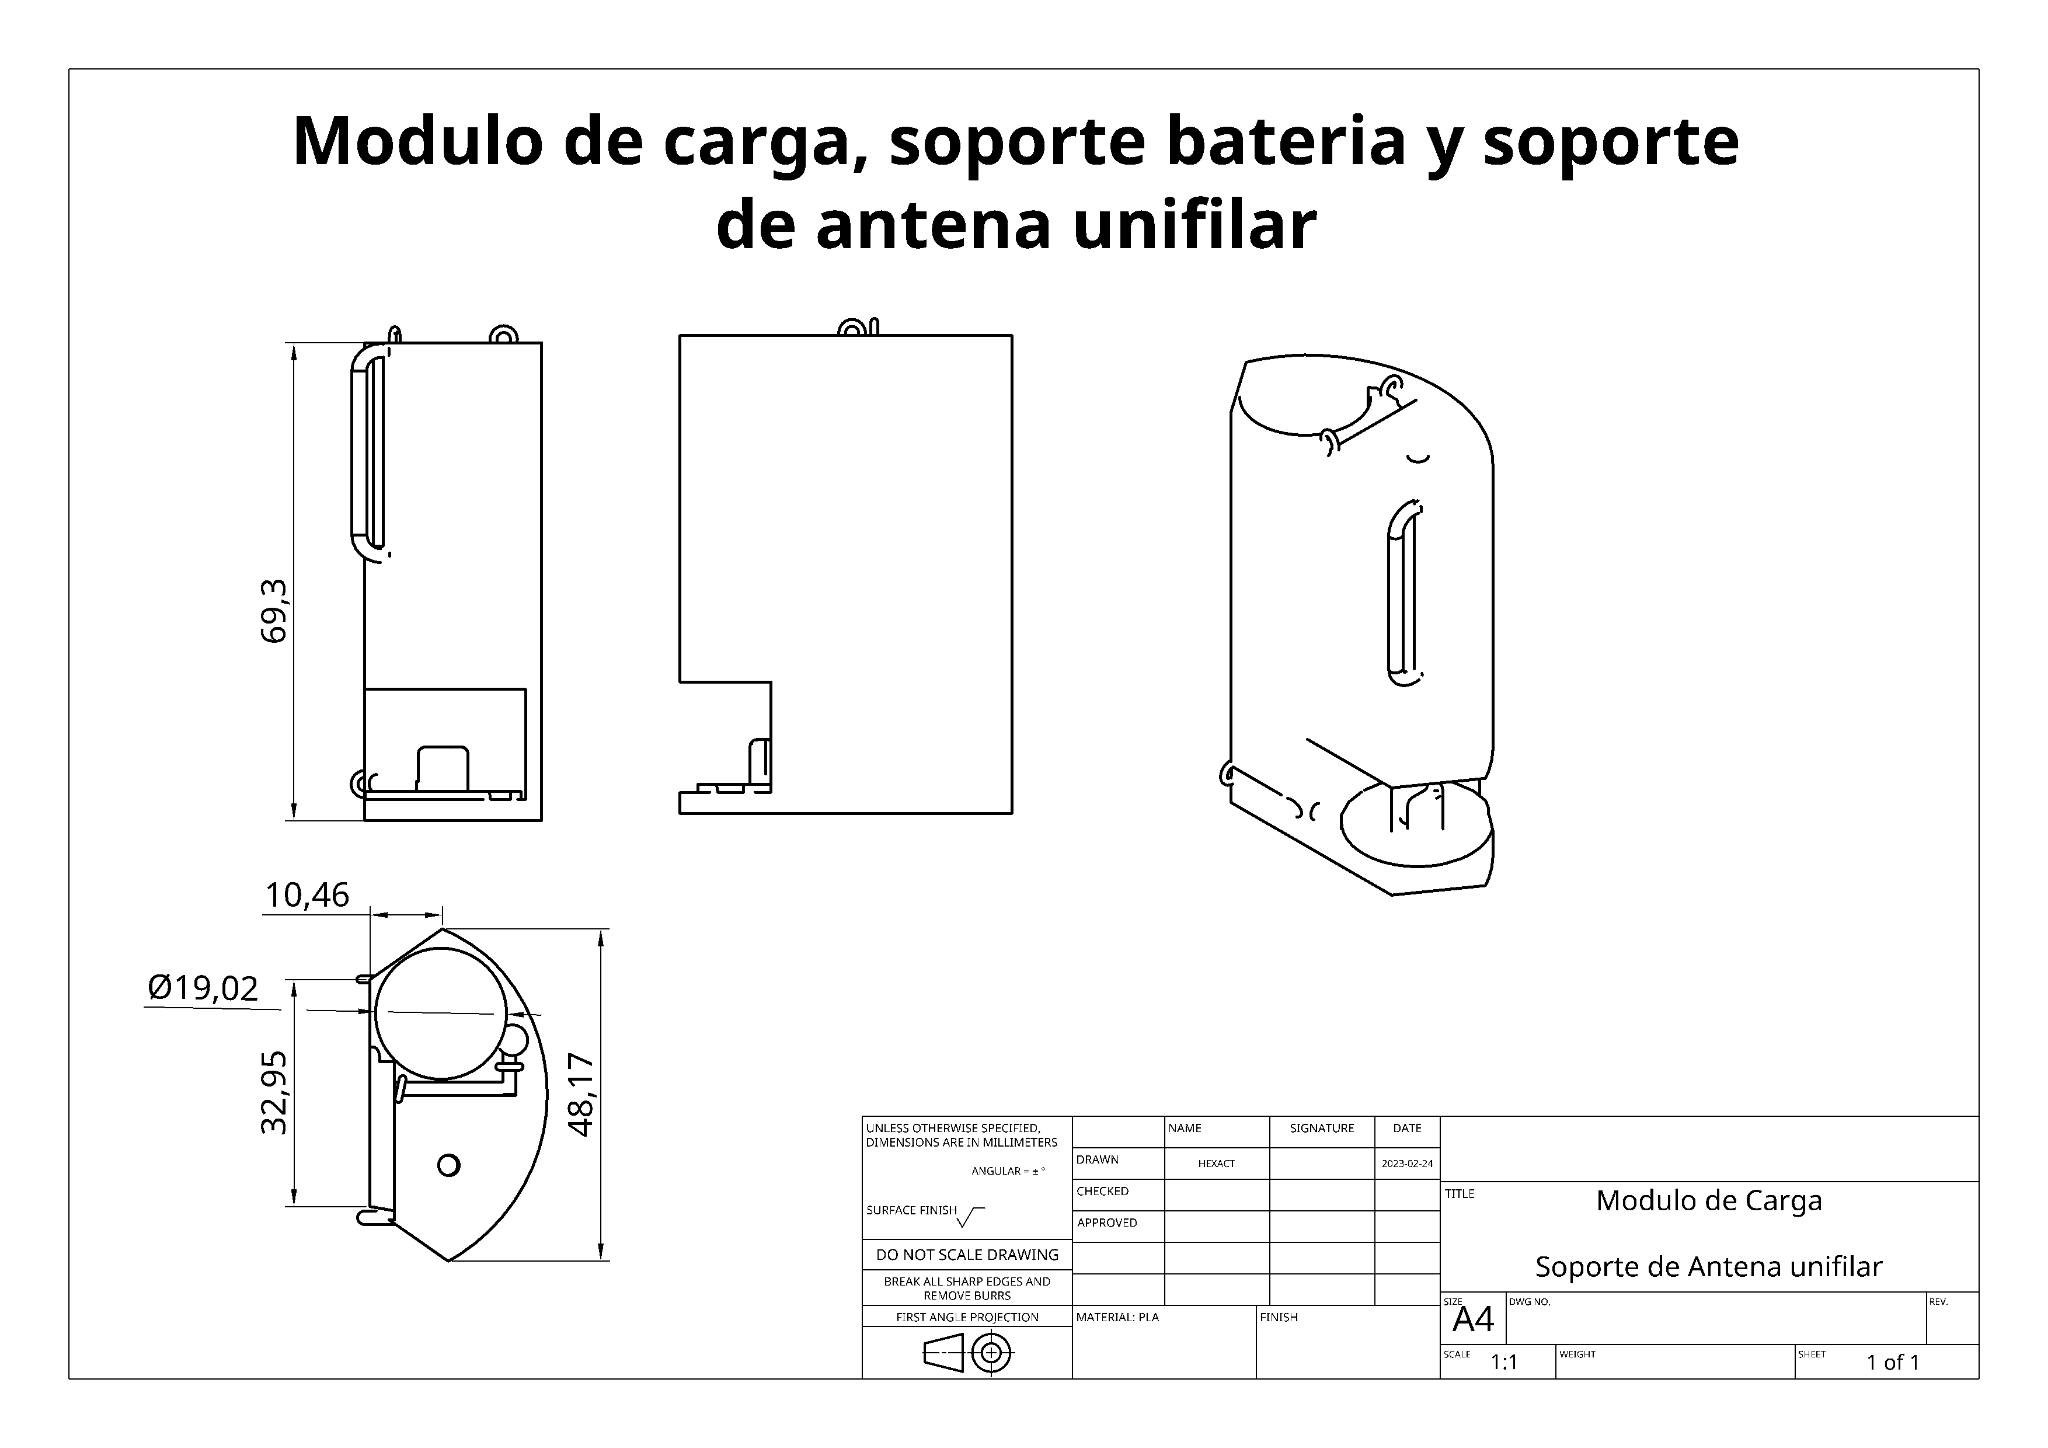 Modulo de carga, soporte bateria y soporte
de antena unifilar
69,3
10,46
Ø19,02
32,95
48,17
UNLESS OTHERWISE SPECIFIED,
DIMENSIONS ARE IN MILLIMETERS
ANGULAR = ± °
SURFACE FINISH
DO NOT SCALE DRAWING
BREAK ALL SHARP EDGES AND
REMOVE BURRS
FIRST ANGLE PROJECTION
NAME SIGNATURE DATE
DRAWN HEXACT 2023-02-24
CHECKED
APPROVED
MATERIAL: PLA
FINISH
TITLE
Modulo de Carga
Soporte de Antena unifilar
SIZE
A4
DWG NO.
REV.
SCALE 1:1
WEIGHT
SHEET 1 of 1